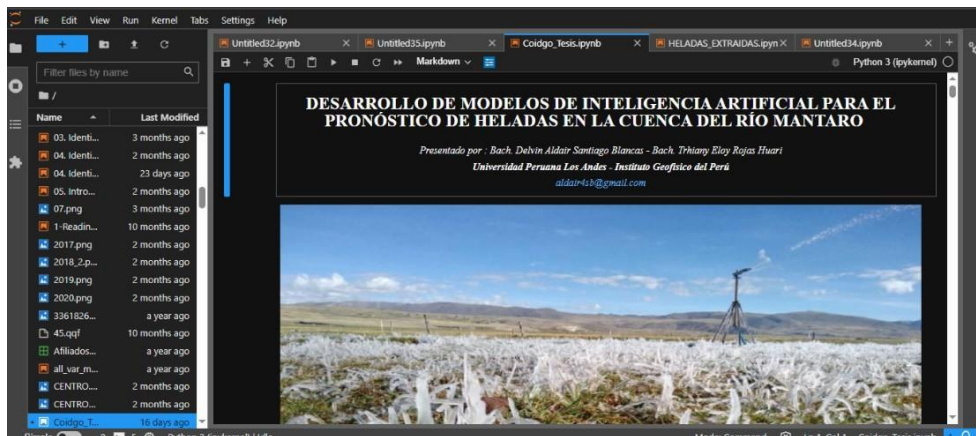 File Edit View Run Kernel Tabs Settings Help
Untitled32.ipynb Untitled35.ipynb Coidgo_Tesis.ipynb HELADAS_EXTRAIDAS.ipyn Untitled34.ipynb
Filter files by name
Markdown
Python 3 (ipykernel)
/
Name Last Modified
03. Identi... 3 months ago
04. Identi... 2 months ago
04. Identi... 23 days ago
05. Intro... 2 months ago
07.png 3 months ago
1-Readin... 10 months ago
2017.png 2 months ago
2018_2.p... 2 months ago
2019.png 2 months ago
2020.png 2 months ago
3361826... a year ago
45.qgf 10 months ago
Afiliados... a year ago
all_var_m... a year ago
CENTRO.... 2 months ago
CENTRO... 2 months ago
Coidgo_T... 16 days ago
DESARROLLO DE MODELOS DE INTELIGENCIA ARTIFICIAL PARA EL
PRONÓSTICO DE HELADAS EN LA CUENCA DEL RÍO MANTARO
Presentado por : Bach. Delvin Aldair Santiago Blancas - Bach. Trhiany Eloy Rojas Huari
Universidad Peruana Los Andes - Instituto Geofísico del Perú
aldair41b@gmail.com